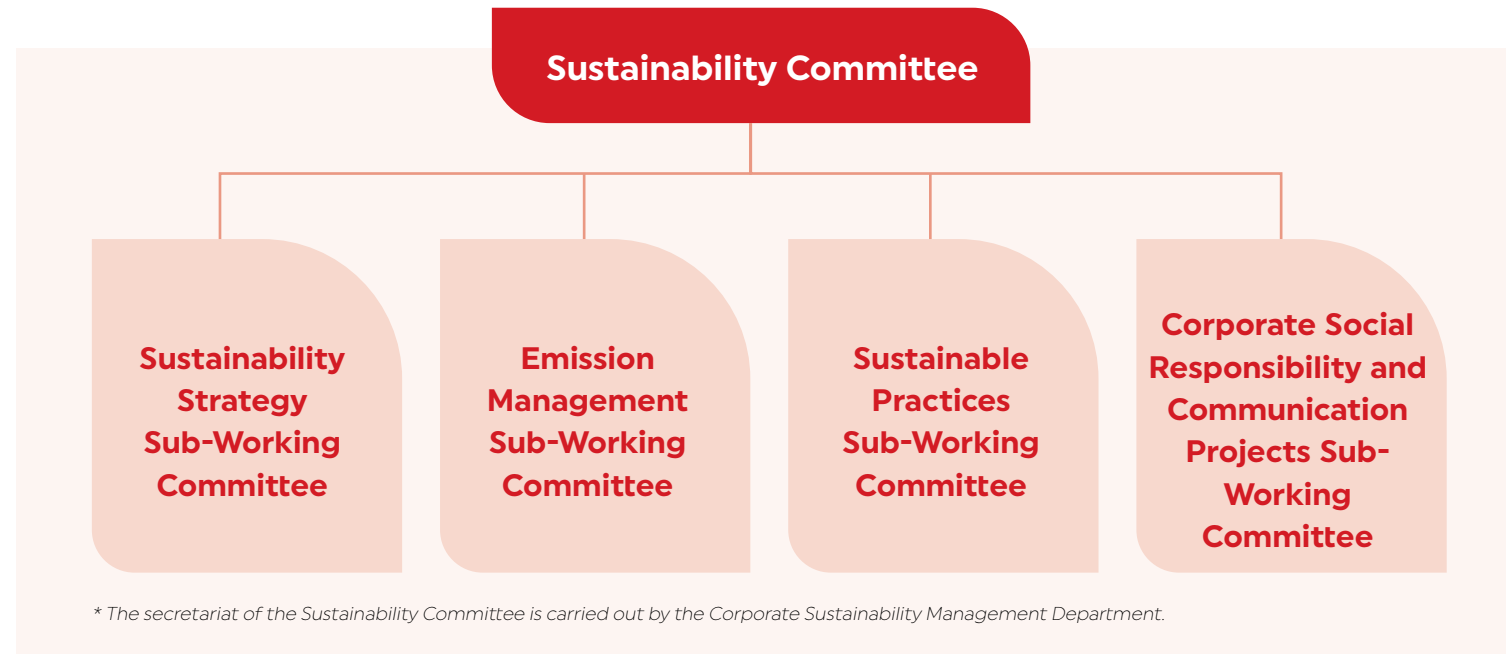 Sustainability Committee
Sustainability
Strategy
Sub-Working
Committee
Emission
Management
Sub-Working
Committee
Sustainable
Practices
Sub-Working
Committee
Corporate Social
Responsibility and
Communication
Projects Sub-
Working
Committee
* The secretariat of the Sustainability Committee is carried out by the Corporate Sustainability Management Department.